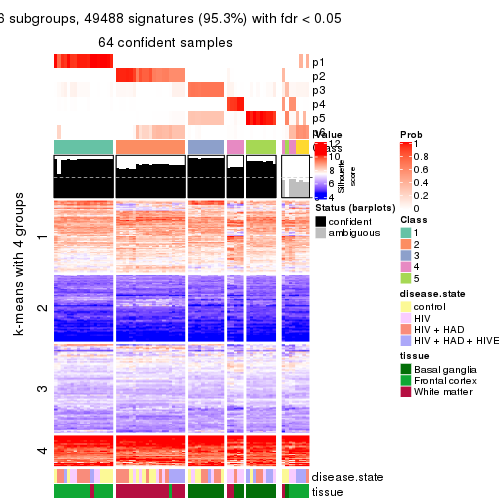 6 subgroups, 49488 signatures (95.3%) with fdr < 0.05
64 confident samples
p1
p2
p3
p4
p5
Value
12
10
8
6
4
Class
Silhouette
score
Prob
1
0.8
0.6
0.4
0.2
0
Status (barplots)
confident
ambiguous
Class
1
2
3
4
5
disease.state
control
HIV
HIV + HAD
HIV + HAD + HIVE
tissue
Basal ganglia
Frontal cortex
White matter
k-means with 4 groups
1
2
3
4
disease.state
tissue